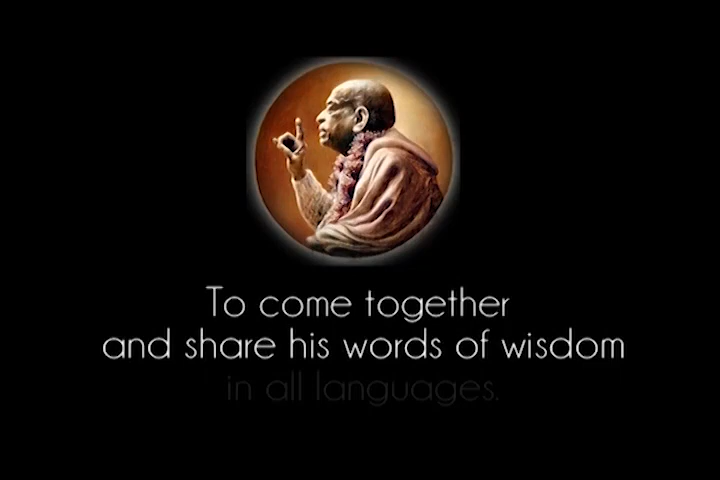 To come together
and share his words of wisdom
in all languages.